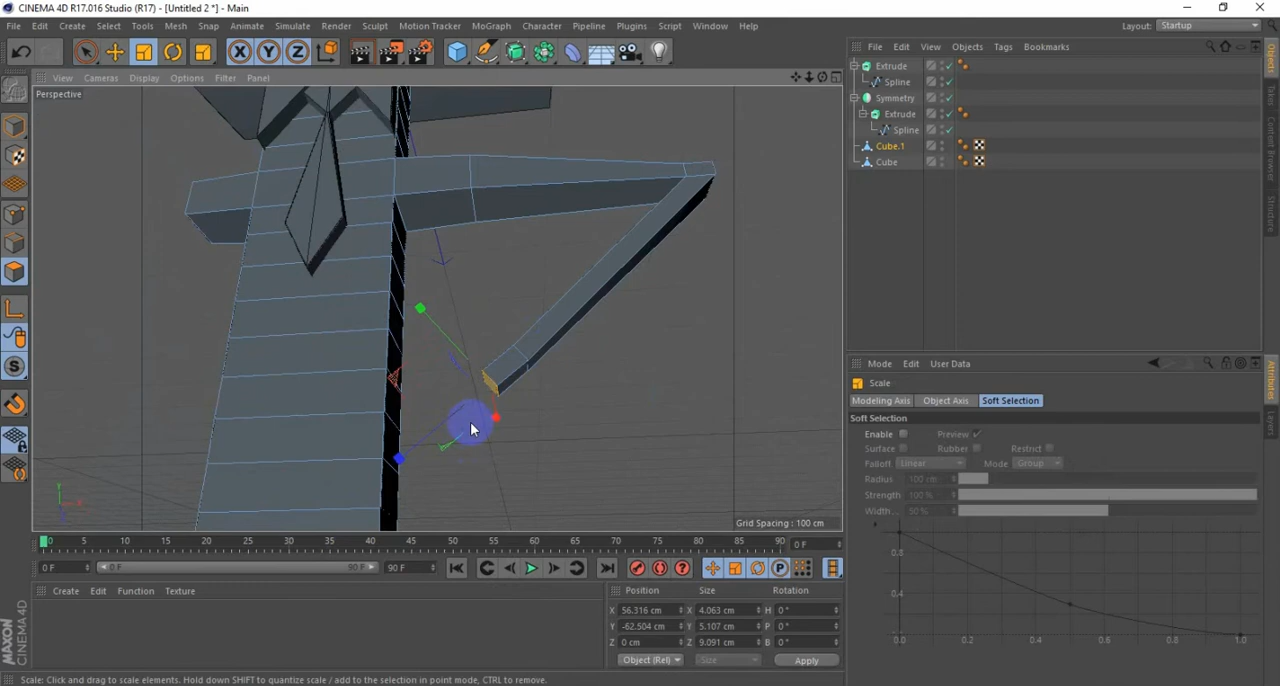 CINEMA 4D R17.016 Studio (R17) - [Untitled 2 *] - Main
File Edit Create Select Tools Mesh Snap Animate Simulate Render Sculpt Motion Tracker MoGraph Character Pipeline Plugins Script Window Help
Layout: Startup
X Y Z
File Edit View Objects Tags Bookmarks
View Cameras Display Options Filter Panel
Perspective
Extrude
Spline
Symmetry
Extrude
Spline
Cube.1
Cube
Objects
Takes
Content Browser
Structure
Mode Edit User Data
Scale
Modeling Axis Object Axis Soft Selection
Soft Selection
Enable Preview
Surface Rubber Restrict
Falloff Linear Mode Group
Radius 100 cm
Strength 100 %
Width... 50 %
0.8
0.4
0.0 0.2 0.4 0.6 0.8 1.0
Attributes
Layers
Y
X
S
Grid Spacing : 100 cm
0 5 10 15 20 25 30 35 40 45 50 55 60 65 70 75 80 85 90 0 F
0 F 0 F 90 F 90 F
P
Create Edit Function Texture
Position Size Rotation
X 56.316 cm X 4.063 cm H 0 °
Y -62.504 cm Y 5.107 cm P 0 °
Z 0 cm Z 9.091 cm B 0 °
Object (Rel) Size Apply
MAXON
CINEMA 4D
Scale: Click and drag to scale elements. Hold down SHIFT to quantize scale / add to the selection in point mode, CTRL to remove.